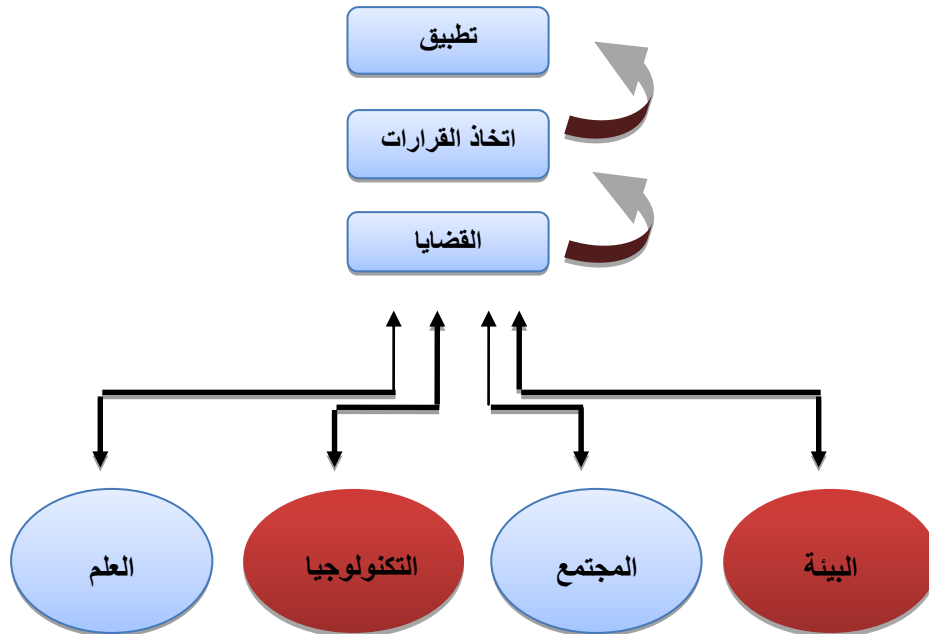 تطبيق
اتخاذ القرارات
القضايا
البيئة
المجتمع
التكنولوجيا
العلم